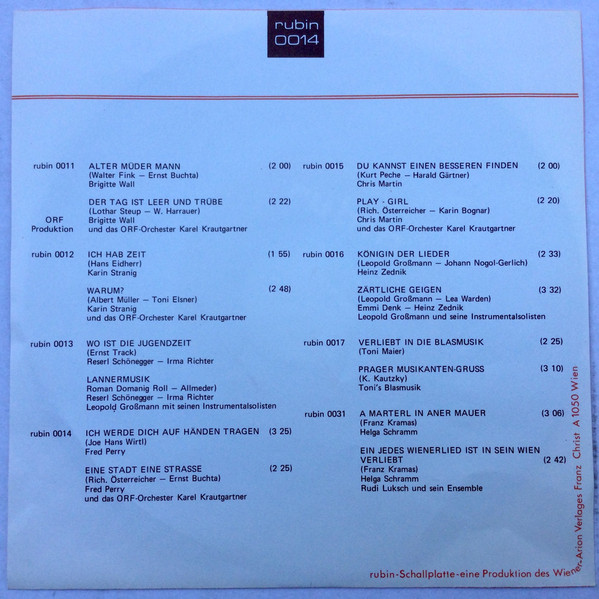 rubin
0014
rubin 0011 ALTER MÜDER MANN (2 00)
(Walter Fink – Ernst Buchta)
Brigitte Wall
DER TAG IST LEER UND TRÜBE (2 22)
(Lothar Steup – W. Harrauer)
ORF Brigitte Wall
Produktion und das ORF-Orchester Karel Krautgartner
rubin 0012 ICH HAB ZEIT (1 55)
(Hans Eidherr)
Karin Stranig
WARUM? (2 48)
(Albert Müller – Toni Elsner)
Karin Stranig
und das ORF-Orchester Karel Krautgartner
rubin 0013 WO IST DIE JUGENDZEIT
(Ernst Track)
Reserl Schönegger – Irma Richter
LANNERMUSIK
Roman Domanig Roll – Allmeder)
Reserl Schönegger – Irma Richter
Leopold Großmann mit seinen Instrumentalsolisten
rubin 0014 ICH WERDE DICH AUF HÄNDEN TRAGEN (3 25)
(Joe Hans Wirtl)
Fred Perry
EINE STADT EINE STRASSE (2 25)
(Rich. Österreicher – Ernst Buchta)
Fred Perry
und das ORF-Orchester Karel Krautgartner
rubin 0015 DU KANNST EINEN BESSEREN FINDEN (2 00)
(Kurt Peche – Harald Gärtner)
Chris Martin
PLAY - GIRL (2 20)
(Rich. Österreicher – Karin Bognar)
Chris Martin
und das ORF-Orchester Karel Krautgartner
rubin 0016 KÖNIGIN DER LIEDER (2 33)
(Leopold Großmann – Johann Nogol-Gerlich)
Heinz Zednik
ZÄRTLICHE GEIGEN (3 32)
(Leopold Großmann – Lea Warden)
Emmi Denk – Heinz Zednik
Leopold Großmann und seine Instrumentalsolisten
rubin 0017 VERLIEBT IN DIE BLASMUSIK (2 25)
(Toni Maier)
PRAGER MUSIKANTEN-GRUSS (3 10)
(K. Kautzky)
Toni's Blasmusik
rubin 0031 A MARTERL IN ANER MAUER (3 06)
(Franz Kramas)
Helga Schramm
EIN JEDES WIENERLIED IST IN SEIN WIEN
VERLIEBT (2 42)
(Franz Kramas)
Helga Schramm
Rudi Luksch und sein Ensemble
rubin-Schallplatte-eine Produktion des Wiener-Arion Verlages Franz Christ A 1050 Wien